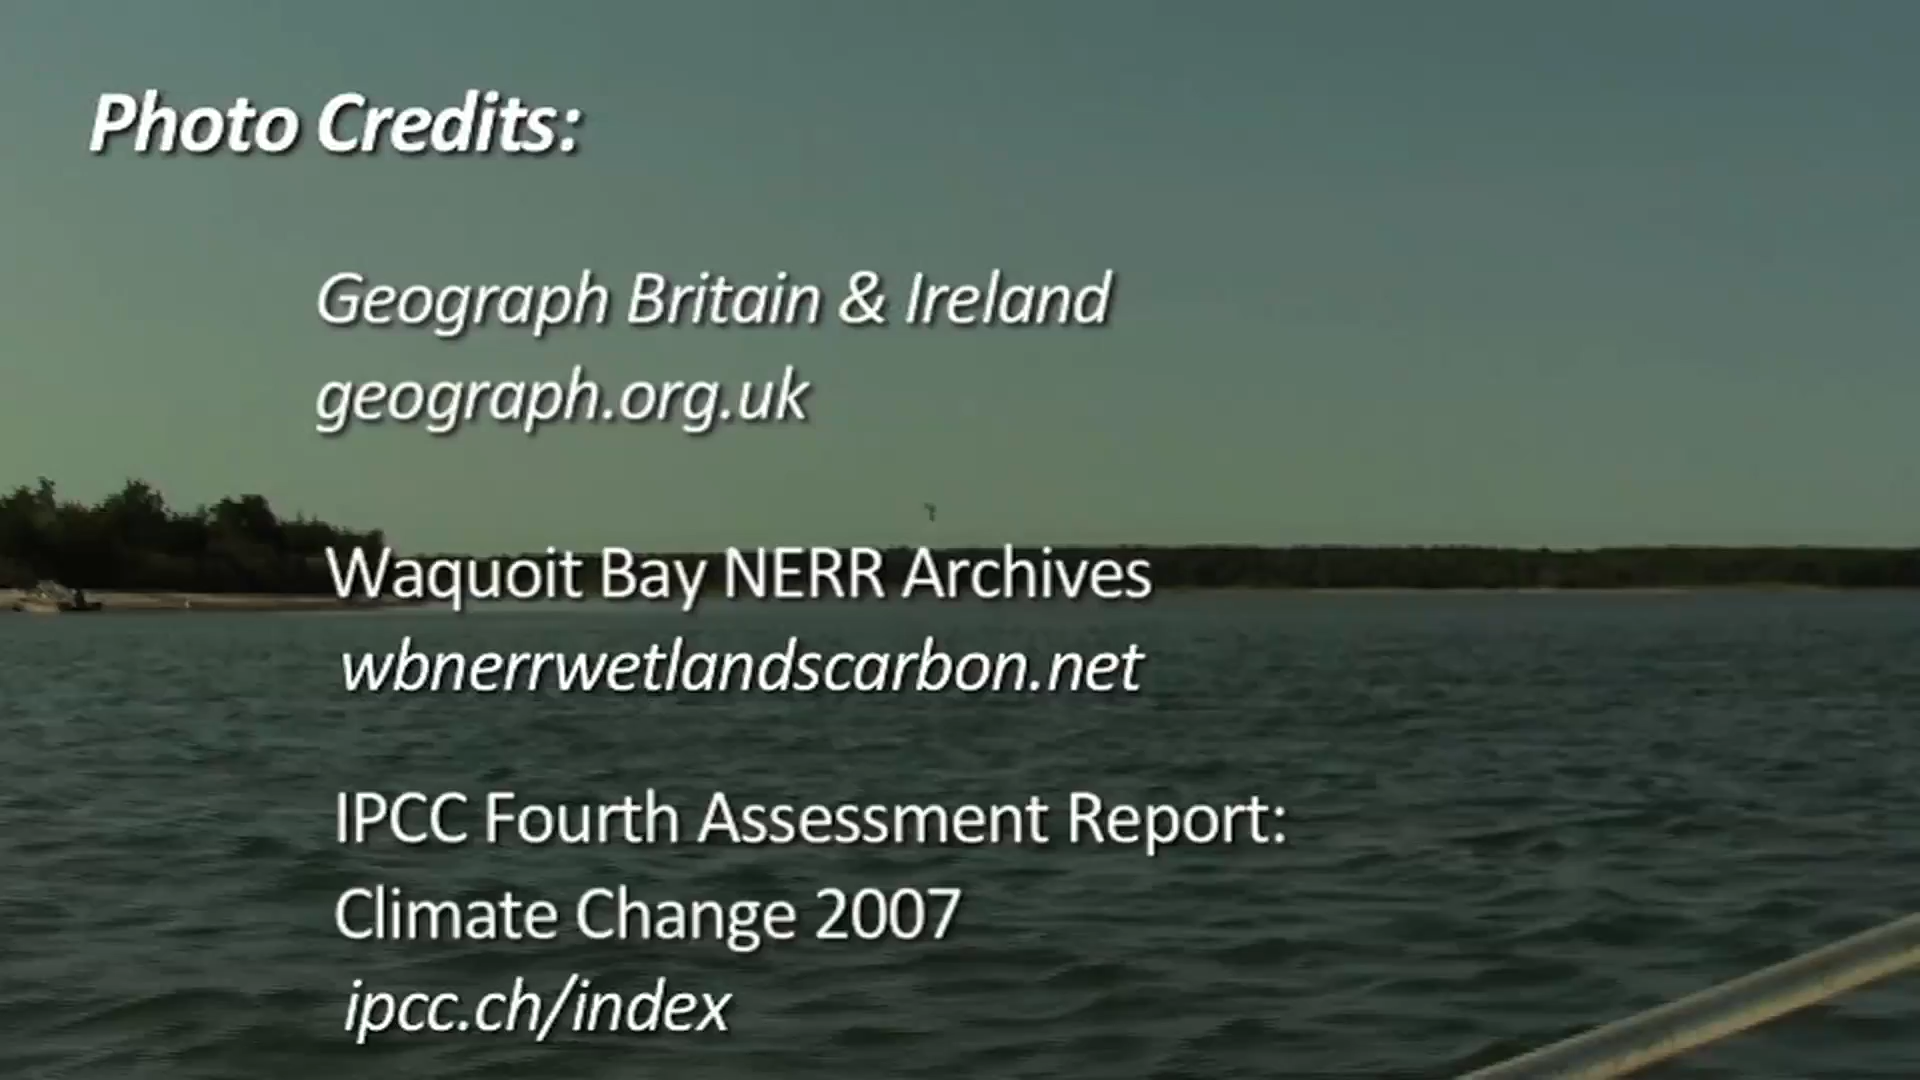 Photo Credits:
Geograph Britain & Ireland
geograph.org.uk
Waquoit Bay NERR Archives
wbnerrwetlandscarbon.net
IPCC Fourth Assessment Report:
Climate Change 2007
ipcc.ch/index